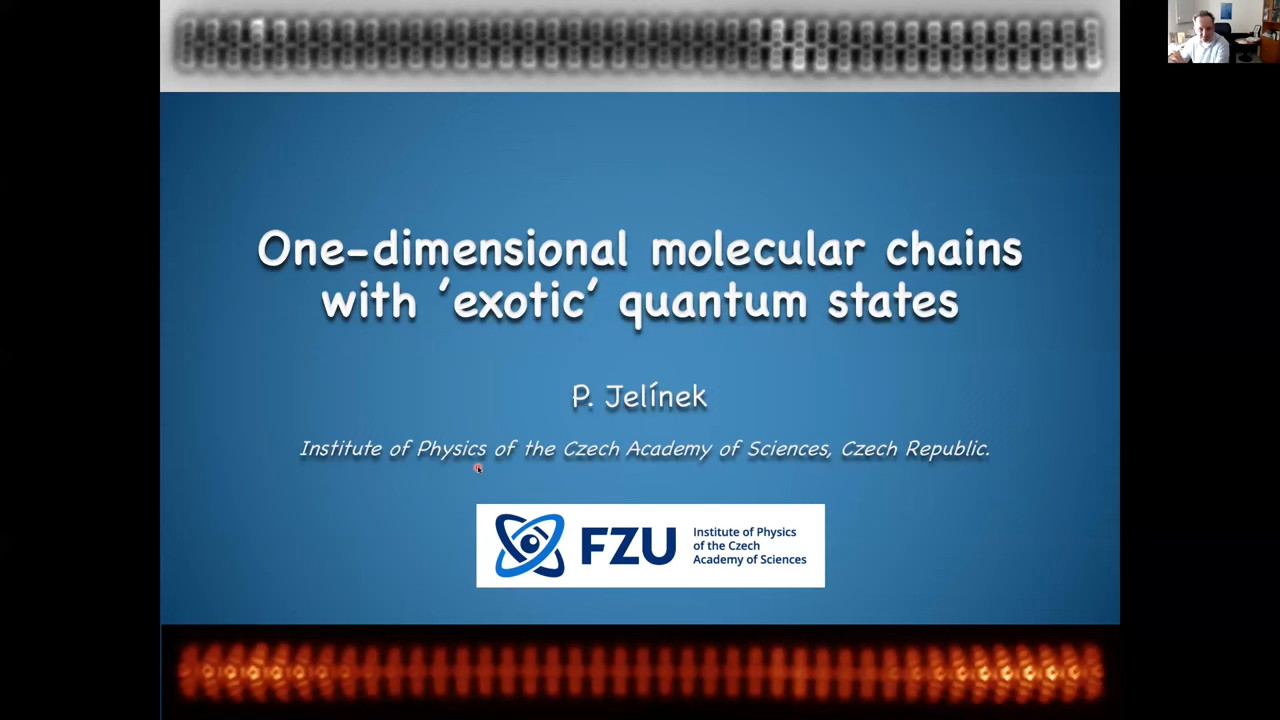 One-dimensional molecular chains
with ’exotic’ quantum states
P. Jelínek
Institute of Physics of the Czech Academy of Sciences, Czech Republic.
FZU
Institute of Physics
of the Czech
Academy of Sciences